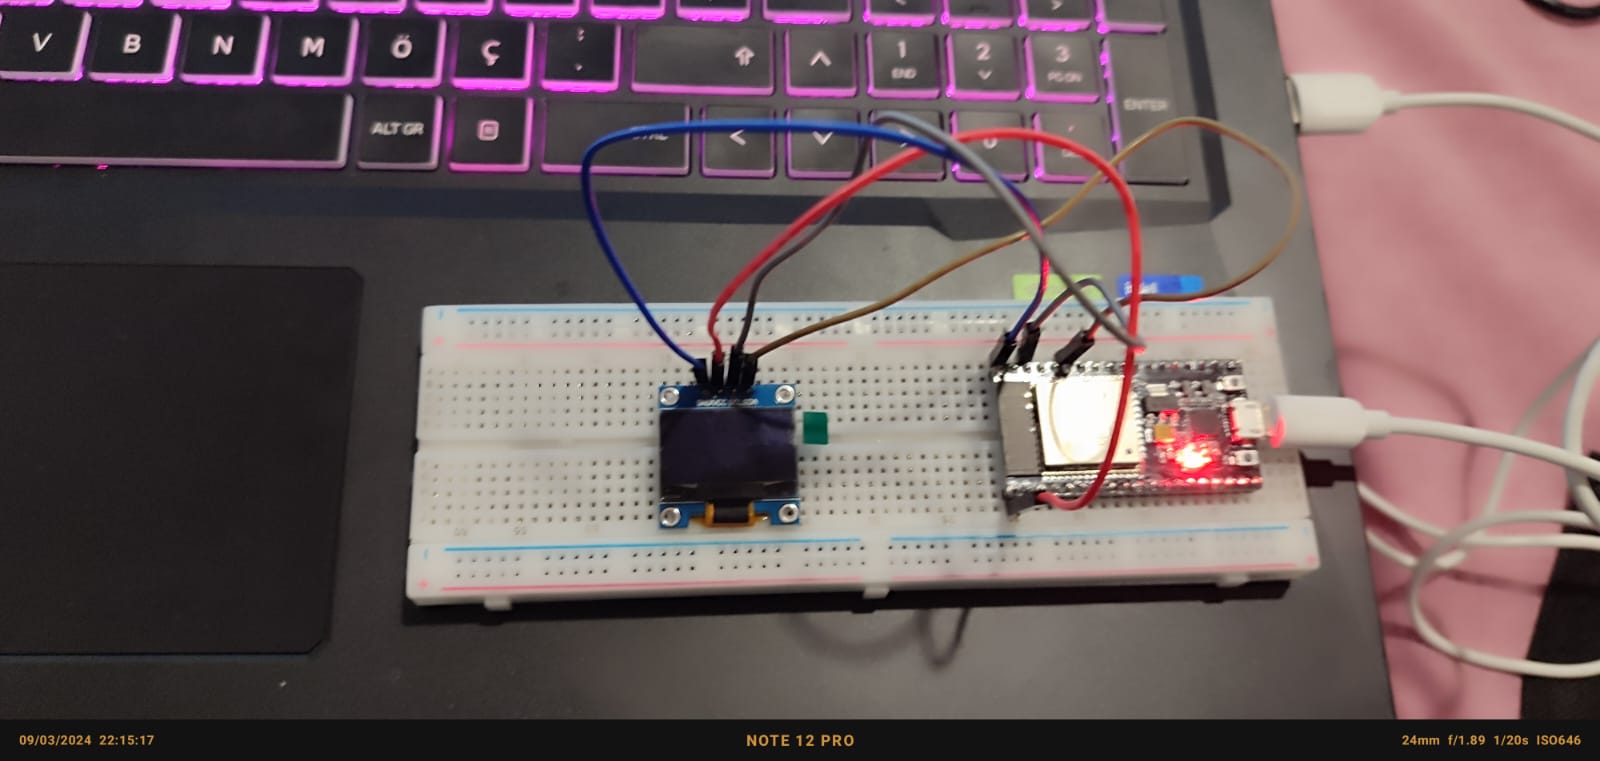 V B N M Ö Ç
1 2 3
END PG DN
ENTER
ALT GR
09/03/2024 22:15:17
NOTE 12 PRO
24mm f/1.89 1/20s ISO646